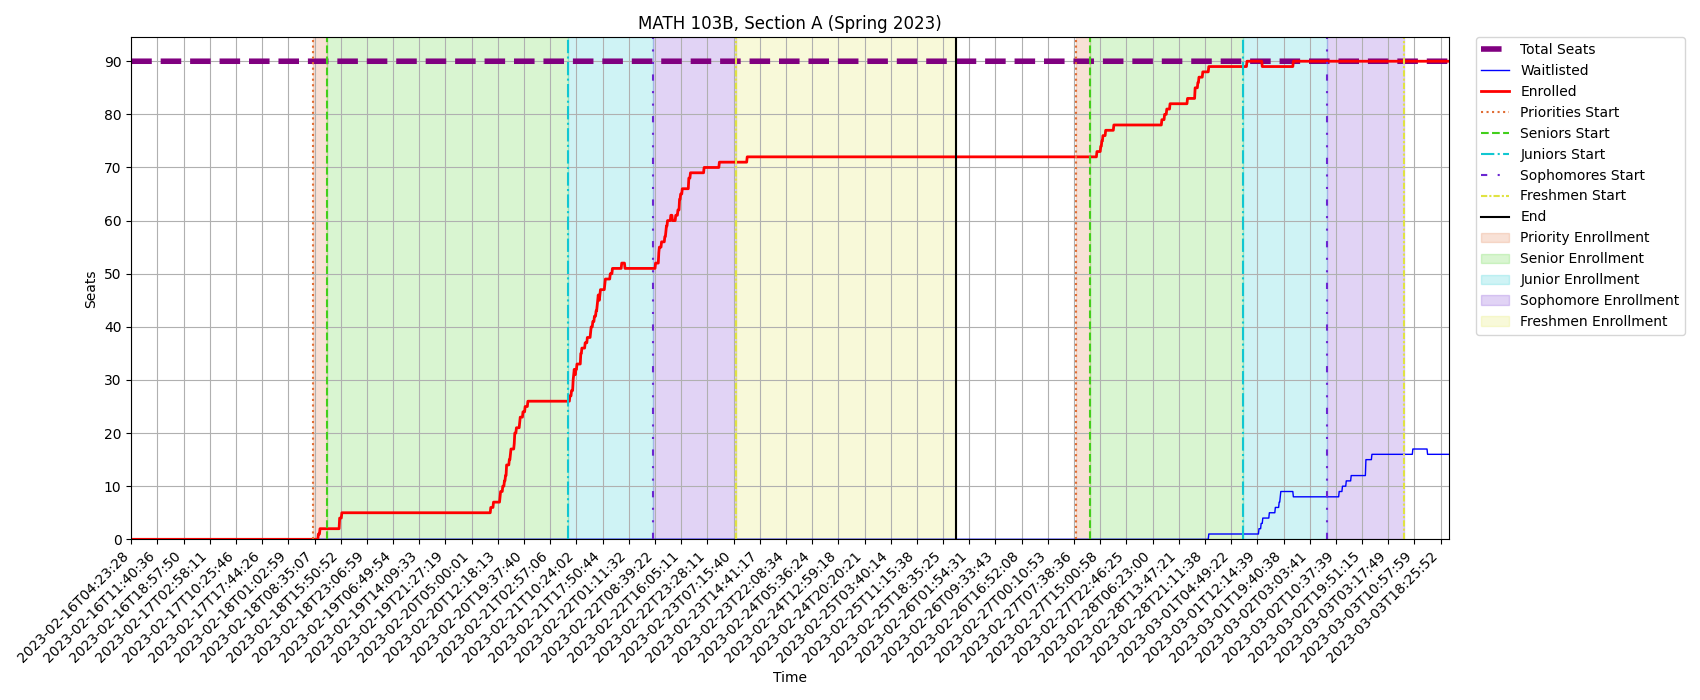 MATH 103B, Section A (Spring 2023)
Seats
90
80
70
60
50
40
30
20
10
0
2023-02-16T04:23:28
2023-02-16T11:40:36
2023-02-16T18:57:50
2023-02-17T02:58:11
2023-02-17T10:25:46
2023-02-17T17:44:26
2023-02-18T01:02:59
2023-02-18T08:35:07
2023-02-18T15:50:52
2023-02-18T23:06:59
2023-02-19T06:49:54
2023-02-19T14:09:33
2023-02-19T21:27:19
2023-02-20T05:00:01
2023-02-20T12:18:13
2023-02-20T19:37:40
2023-02-21T02:57:06
2023-02-21T10:24:02
2023-02-21T17:50:44
2023-02-22T01:11:32
2023-02-22T08:39:22
2023-02-22T16:05:11
2023-02-22T23:28:11
2023-02-23T07:15:40
2023-02-23T14:41:17
2023-02-23T22:08:34
2023-02-24T05:36:24
2023-02-24T12:59:18
2023-02-24T20:20:21
2023-02-25T03:40:14
2023-02-25T11:15:38
2023-02-25T18:35:25
2023-02-26T01:54:31
2023-02-26T09:33:43
2023-02-26T16:52:08
2023-02-27T00:10:53
2023-02-27T07:38:36
2023-02-27T15:00:58
2023-02-27T22:46:25
2023-02-28T06:23:00
2023-02-28T13:47:21
2023-02-28T21:11:38
2023-03-01T04:49:22
2023-03-01T12:14:39
2023-03-01T19:40:38
2023-03-02T03:03:41
2023-03-02T10:37:39
2023-03-02T19:51:15
2023-03-03T03:17:49
2023-03-03T10:57:59
2023-03-03T18:25:52
Time
Total Seats
Waitlisted
Enrolled
Priorities Start
Seniors Start
Juniors Start
Sophomores Start
Freshmen Start
End
Priority Enrollment
Senior Enrollment
Junior Enrollment
Sophomore Enrollment
Freshmen Enrollment